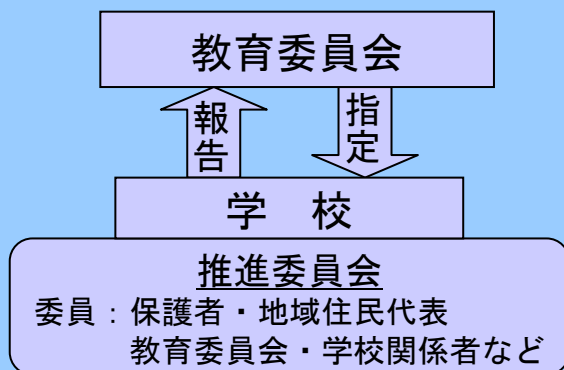 教育委員会
報告
指定
学　校
推進委員会
委員：保護者・地域住民代表
教育委員会・学校関係者など